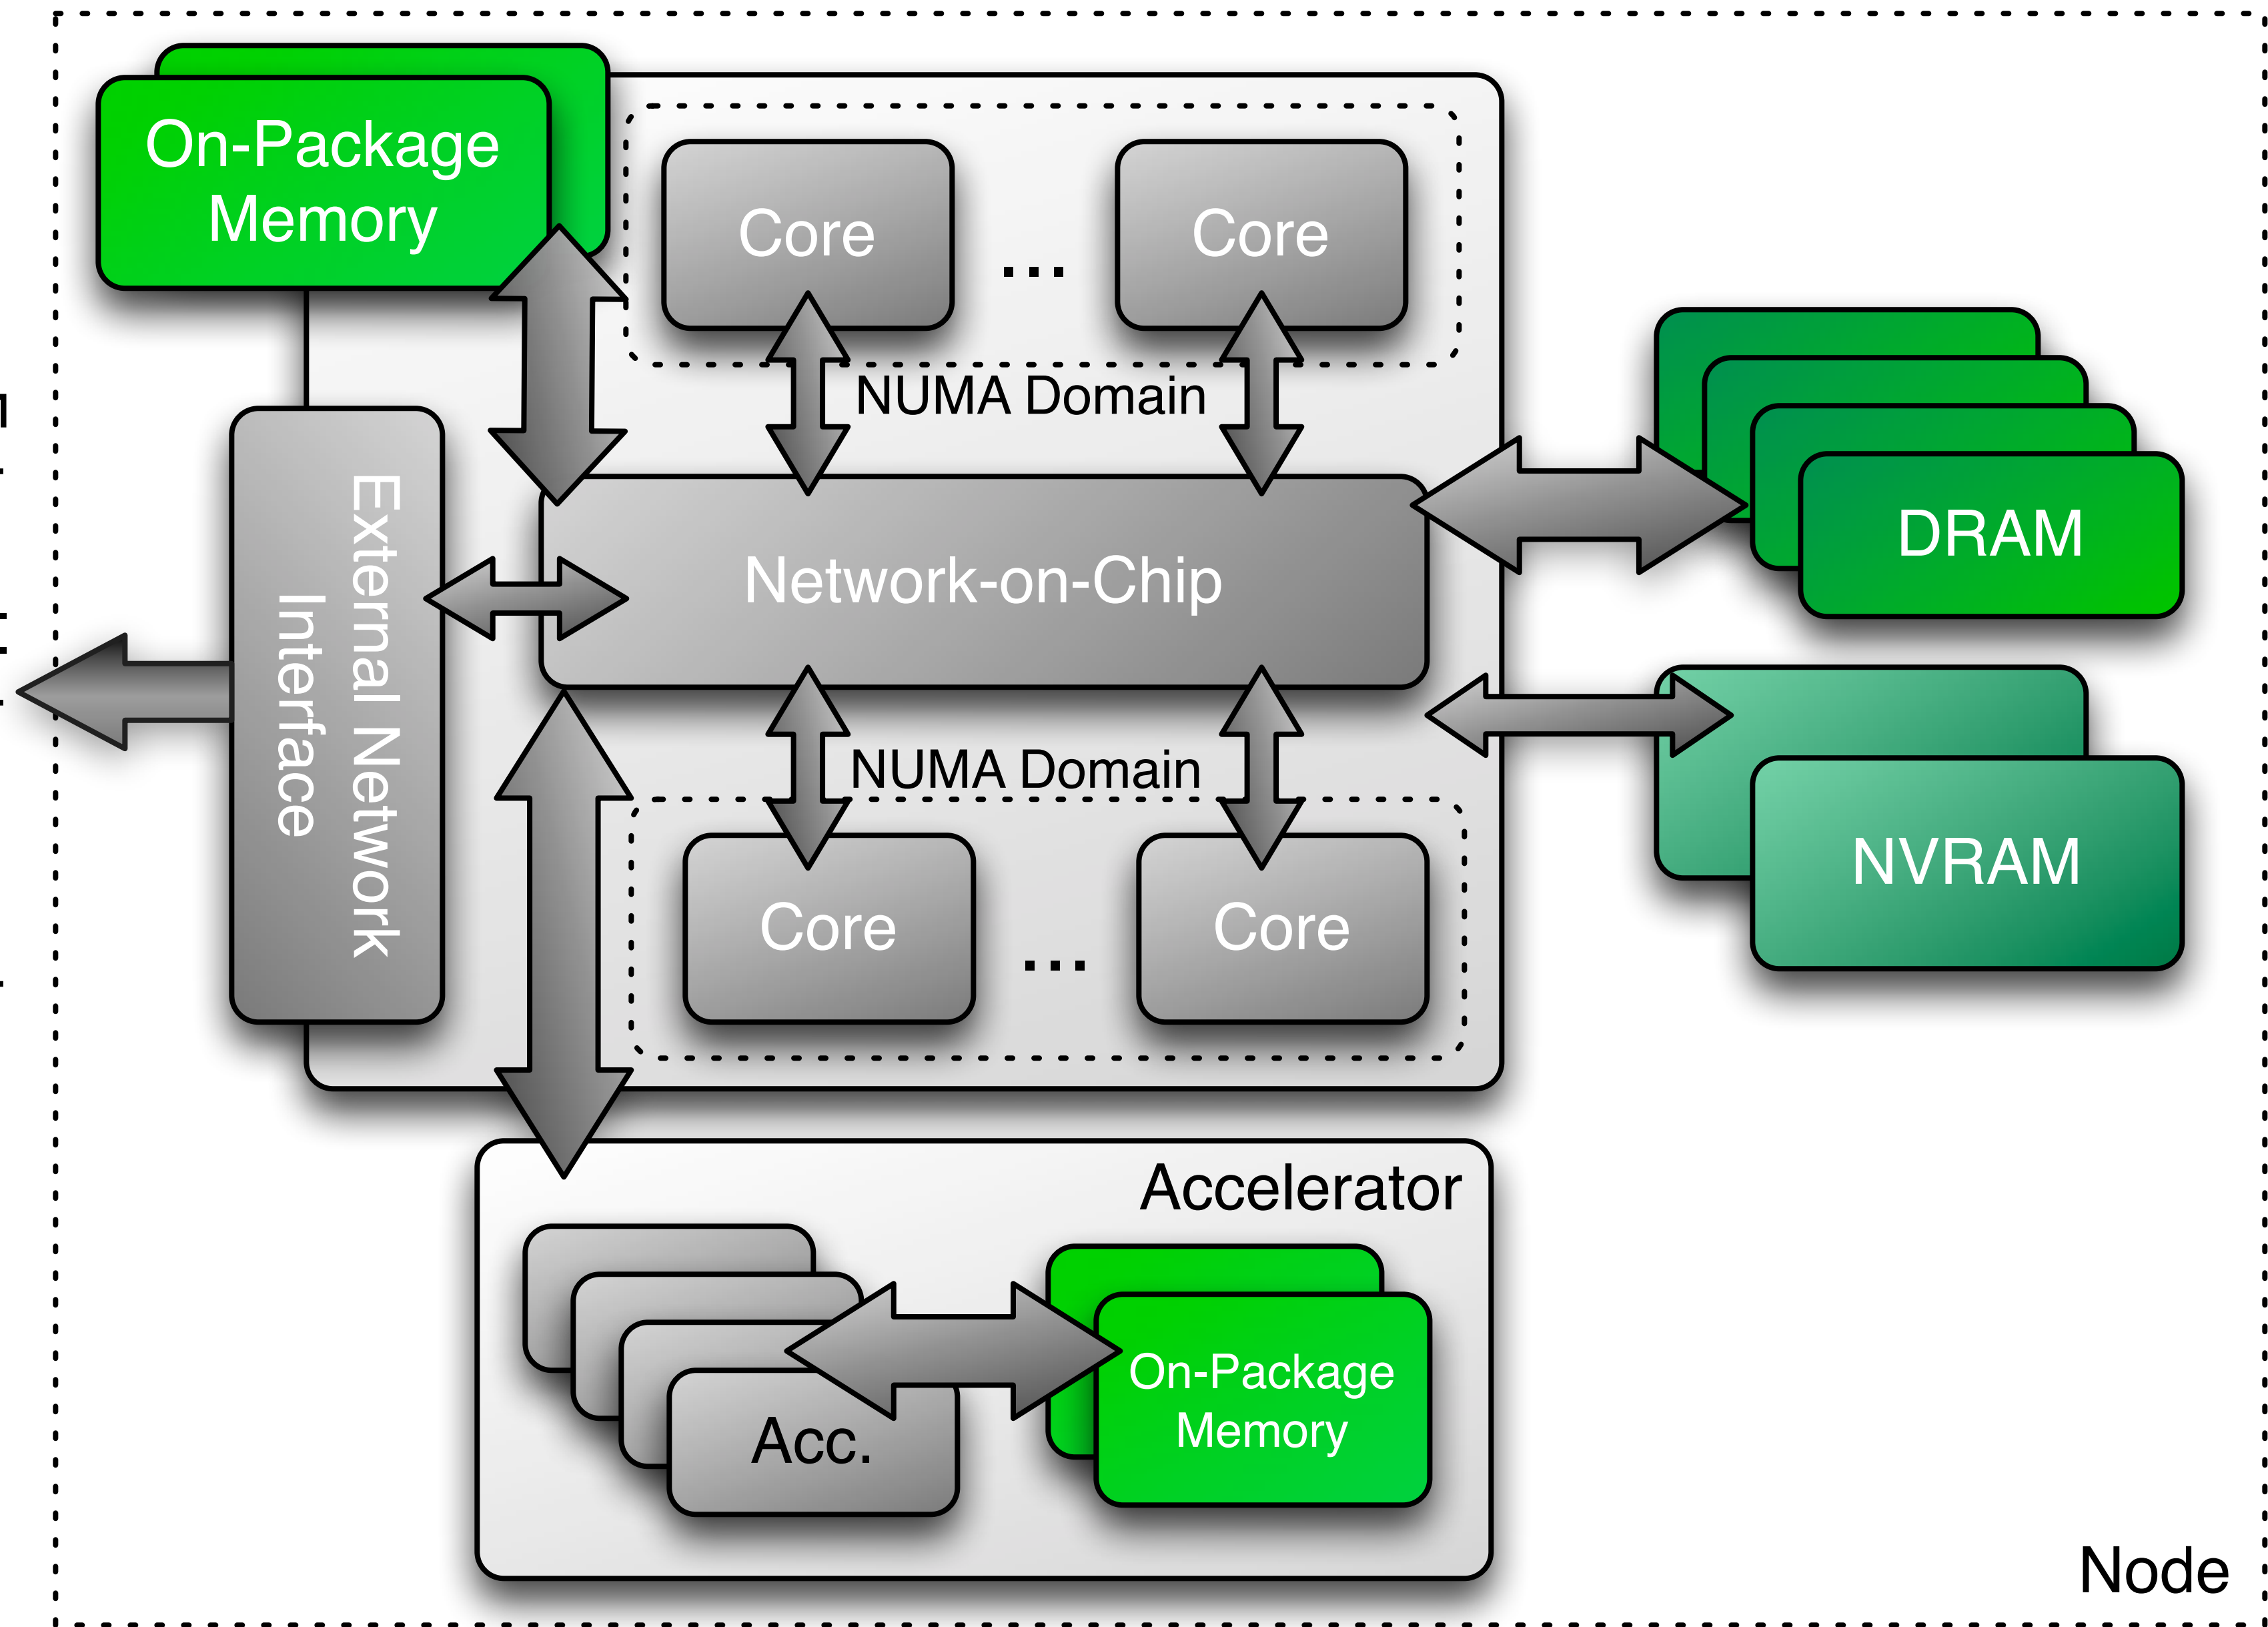 On-Package
Memory
Core
...
Core
NUMA Domain
External Network
Interface
Network-on-Chip
DRAM
NVRAM
NUMA Domain
Core
...
Core
Accelerator
Acc.
On-Package
Memory
Node